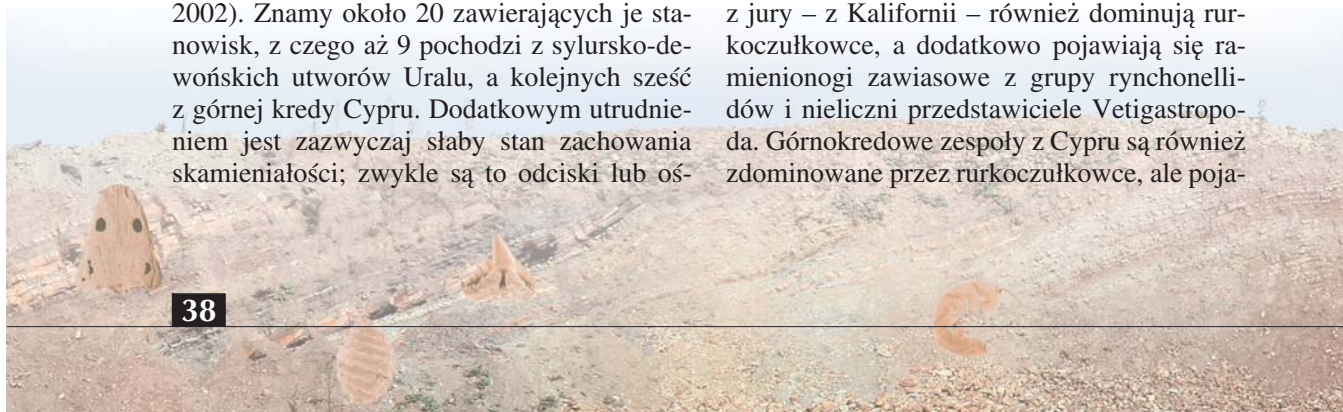 2002). Znamy około 20 zawierających je sta-
nowisk, z czego aż 9 pochodzi z sylursko-de-
wońskich utworów Uralu, a kolejnych sześć
z górnej kredy Cypru. Dodatkowym utrudnie-
niem jest zazwyczaj słaby stan zachowania
skamieniałości; zwykle są to odciski lub oś-
z jury – z Kalifornii – również dominują rur-
koczułkowce, a dodatkowo pojawiają się ra-
mienionogi zawiasowe z grupy rynchonelli-
dów i nieliczni przedstawiciele Vetigastropo-
da. Górnokredowe zespoły z Cypru są również
zdominowane przez rurkoczułkowce, ale poja-
38